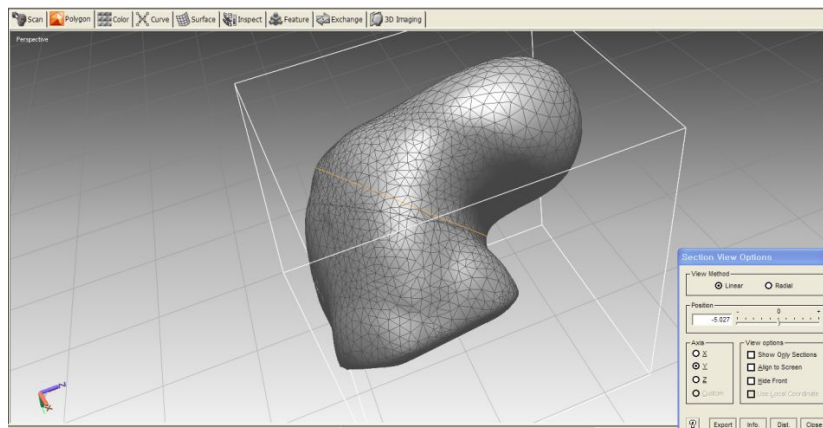 Scan Polygon Color Curve Surface Inspect Feature Exchange 3D Imaging
Perspective
Section View Options
View Method
Linear Radial
Position
- 0 +
-5.027
Axis
X
Y
Z
Custom
View options
Show Only Sections
Align to Screen
Hide Front
Use Local Coordinate
Export Info. Dist. Close